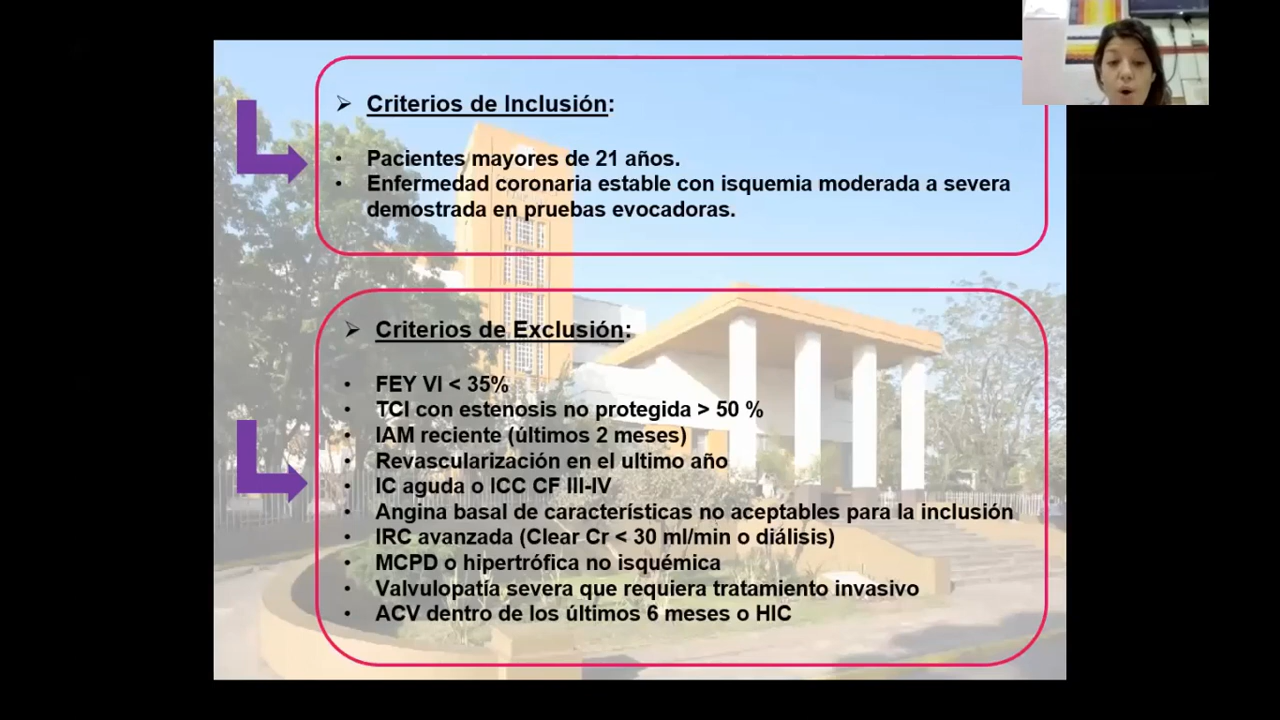 ➢ Criterios de Inclusión:
• Pacientes mayores de 21 años.
• Enfermedad coronaria estable con isquemia moderada a severa
demostrada en pruebas evocadoras.
➢ Criterios de Exclusión:
• FEY VI < 35%
• TCI con estenosis no protegida > 50 %
• IAM reciente (últimos 2 meses)
• Revascularización en el ultimo año
• IC aguda o ICC CF III-IV
• Angina basal de características no aceptables para la inclusión
• IRC avanzada (Clear Cr < 30 ml/min o diálisis)
• MCPD o hipertrófica no isquémica
• Valvulopatía severa que requiera tratamiento invasivo
• ACV dentro de los últimos 6 meses o HIC